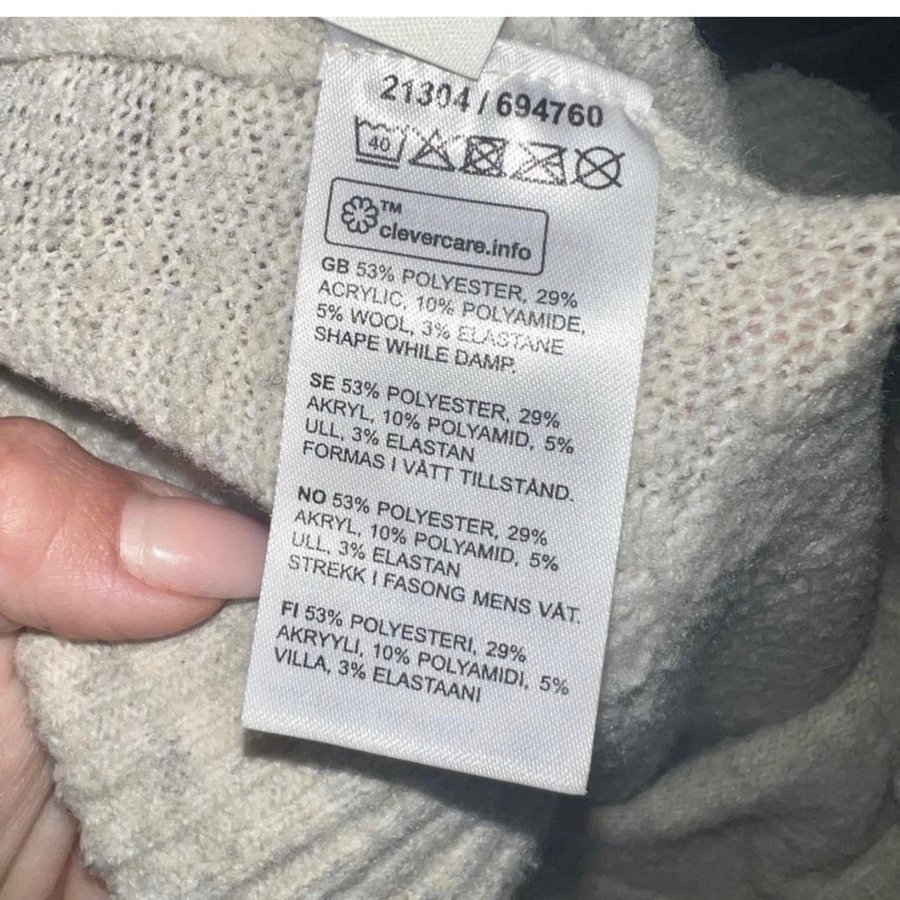 21304 / 694760
40
TM
clevercare.info
GB 53% POLYESTER, 29%
ACRYLIC, 10% POLYAMIDE,
5% WOOL, 3% ELASTANE
SHAPE WHILE DAMP.
SE 53% POLYESTER, 29%
AKRYL, 10% POLYAMID, 5%
ULL, 3% ELASTAN
FORMAS I VÅTT TILLSTÅND.
NO 53% POLYESTER, 29%
AKRYL, 10% POLYAMID, 5%
ULL, 3% ELASTAN
STREKK I FASONG MENS VÅT.
FI 53% POLYESTERI, 29%
AKRYYLI, 10% POLYAMIDI, 5%
VILLA, 3% ELASTAANI